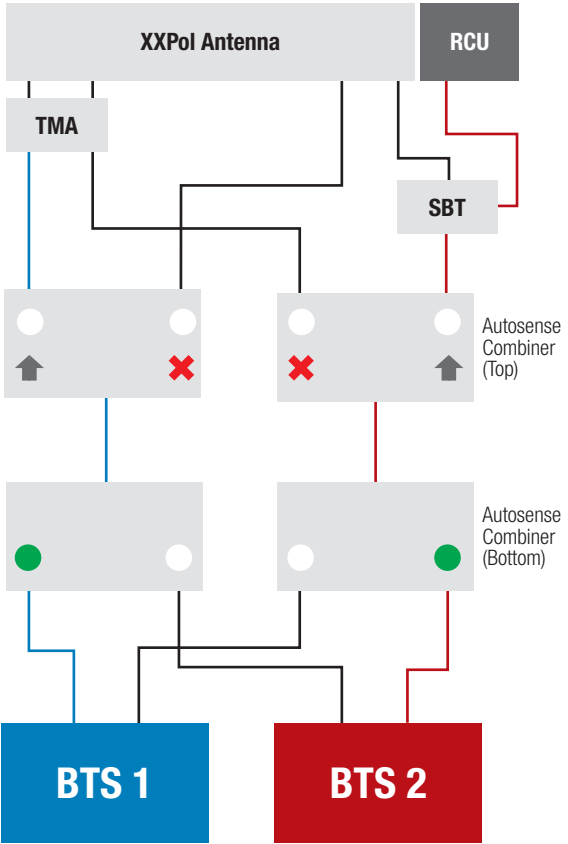 XXPol Antenna
RCU
TMA
SBT
Autosense
Combiner
(Top)
Autosense
Combiner
(Bottom)
BTS 1
BTS 2